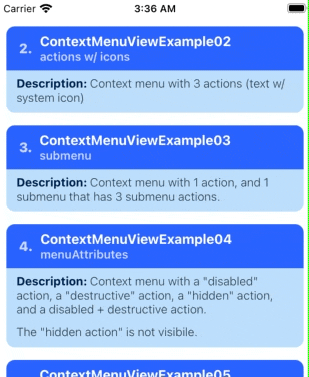 Carrier 3:36 AM
2. ContextMenuViewExample02
actions w/ icons
Description: Context menu with 3 actions (text w/
system icon)
3. ContextMenuViewExample03
submenu
Description: Context menu with 1 action, and 1
submenu that has 3 submenu actions.
4. ContextMenuViewExample04
menuAttributes
Description: Context menu with a "disabled"
action, a "destructive" action, a "hidden" action,
and a disabled + destructive action.
The "hidden action" is not visibile.
ContextMenuViewExample05